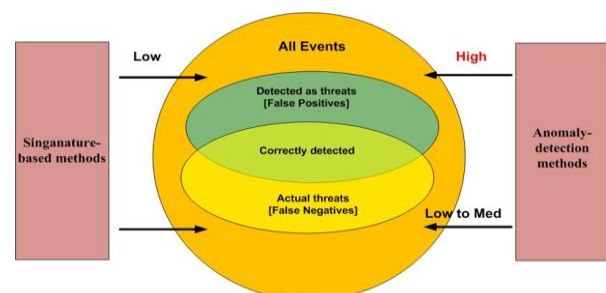 All Events
Low
High
Detected as threats
[False Positives]
Singanature-
based methods
Correctly detected
Anomaly-
detection
methods
Actual threats
[False Negatives]
Low to Med